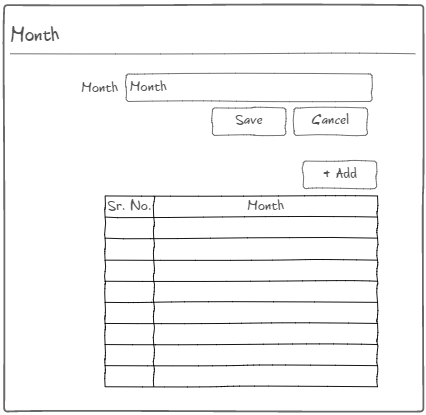 Month
Month Month
Save Cancel
+ Add
Sr. No. Month